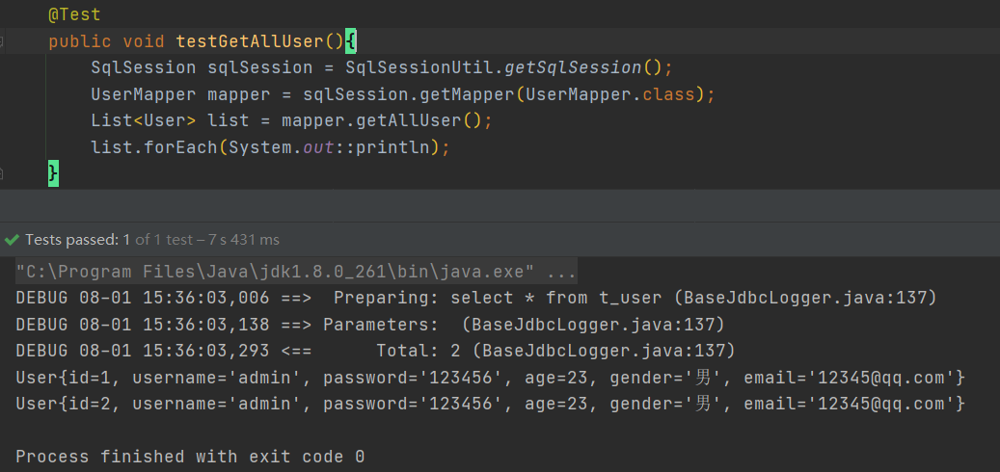 @Test
public void testGetAllUser(){
SqlSession sqlSession = SqlSessionUtil.getSqlSession();
UserMapper mapper = sqlSession.getMapper(UserMapper.class);
List<User> list = mapper.getAllUser();
list.forEach(System.out::println);
}
Tests passed: 1 of 1 test – 7 s 431 ms
"C:\Program Files\Java\jdk1.8.0_261\bin\java.exe" ...
DEBUG 08-01 15:36:03,006 ==>  Preparing: select * from t_user (BaseJdbcLogger.java:137)
DEBUG 08-01 15:36:03,138 ==> Parameters:  (BaseJdbcLogger.java:137)
DEBUG 08-01 15:36:03,293 <==      Total: 2 (BaseJdbcLogger.java:137)
User{id=1, username='admin', password='123456', age=23, gender='男', email='12345@qq.com'}
User{id=2, username='admin', password='123456', age=23, gender='男', email='12345@qq.com'}
Process finished with exit code 0